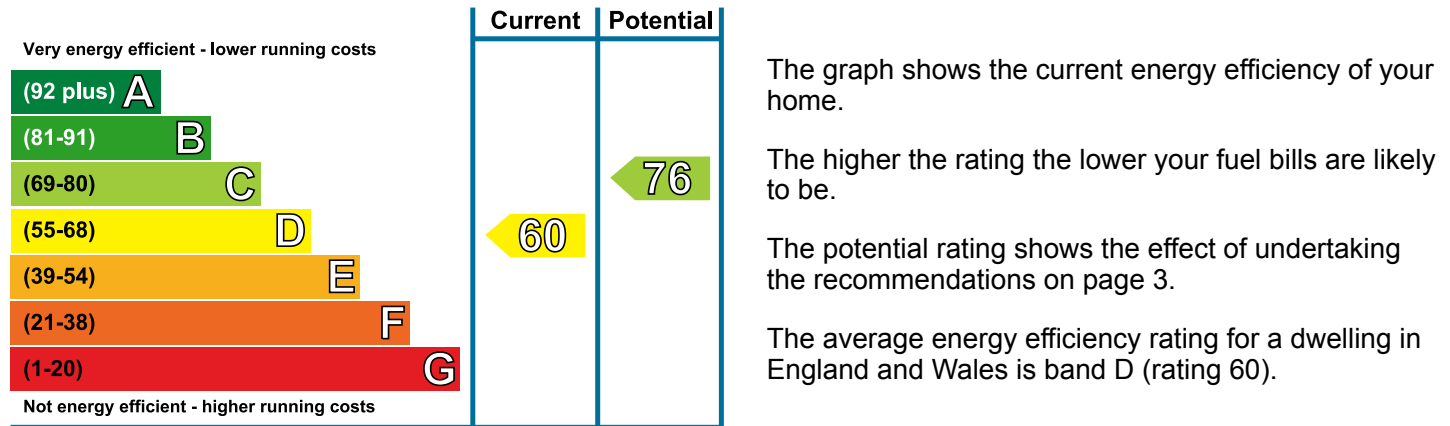 Current Potential
Very energy efficient - lower running costs
(92 plus) A
(81-91) B
(69-80) C
76
(55-68) D
60
(39-54) E
(21-38) F
(1-20) G
Not energy efficient - higher running costs
The graph shows the current energy efficiency of your
home.
The higher the rating the lower your fuel bills are likely
to be.
The potential rating shows the effect of undertaking
the recommendations on page 3.
The average energy efficiency rating for a dwelling in
England and Wales is band D (rating 60).